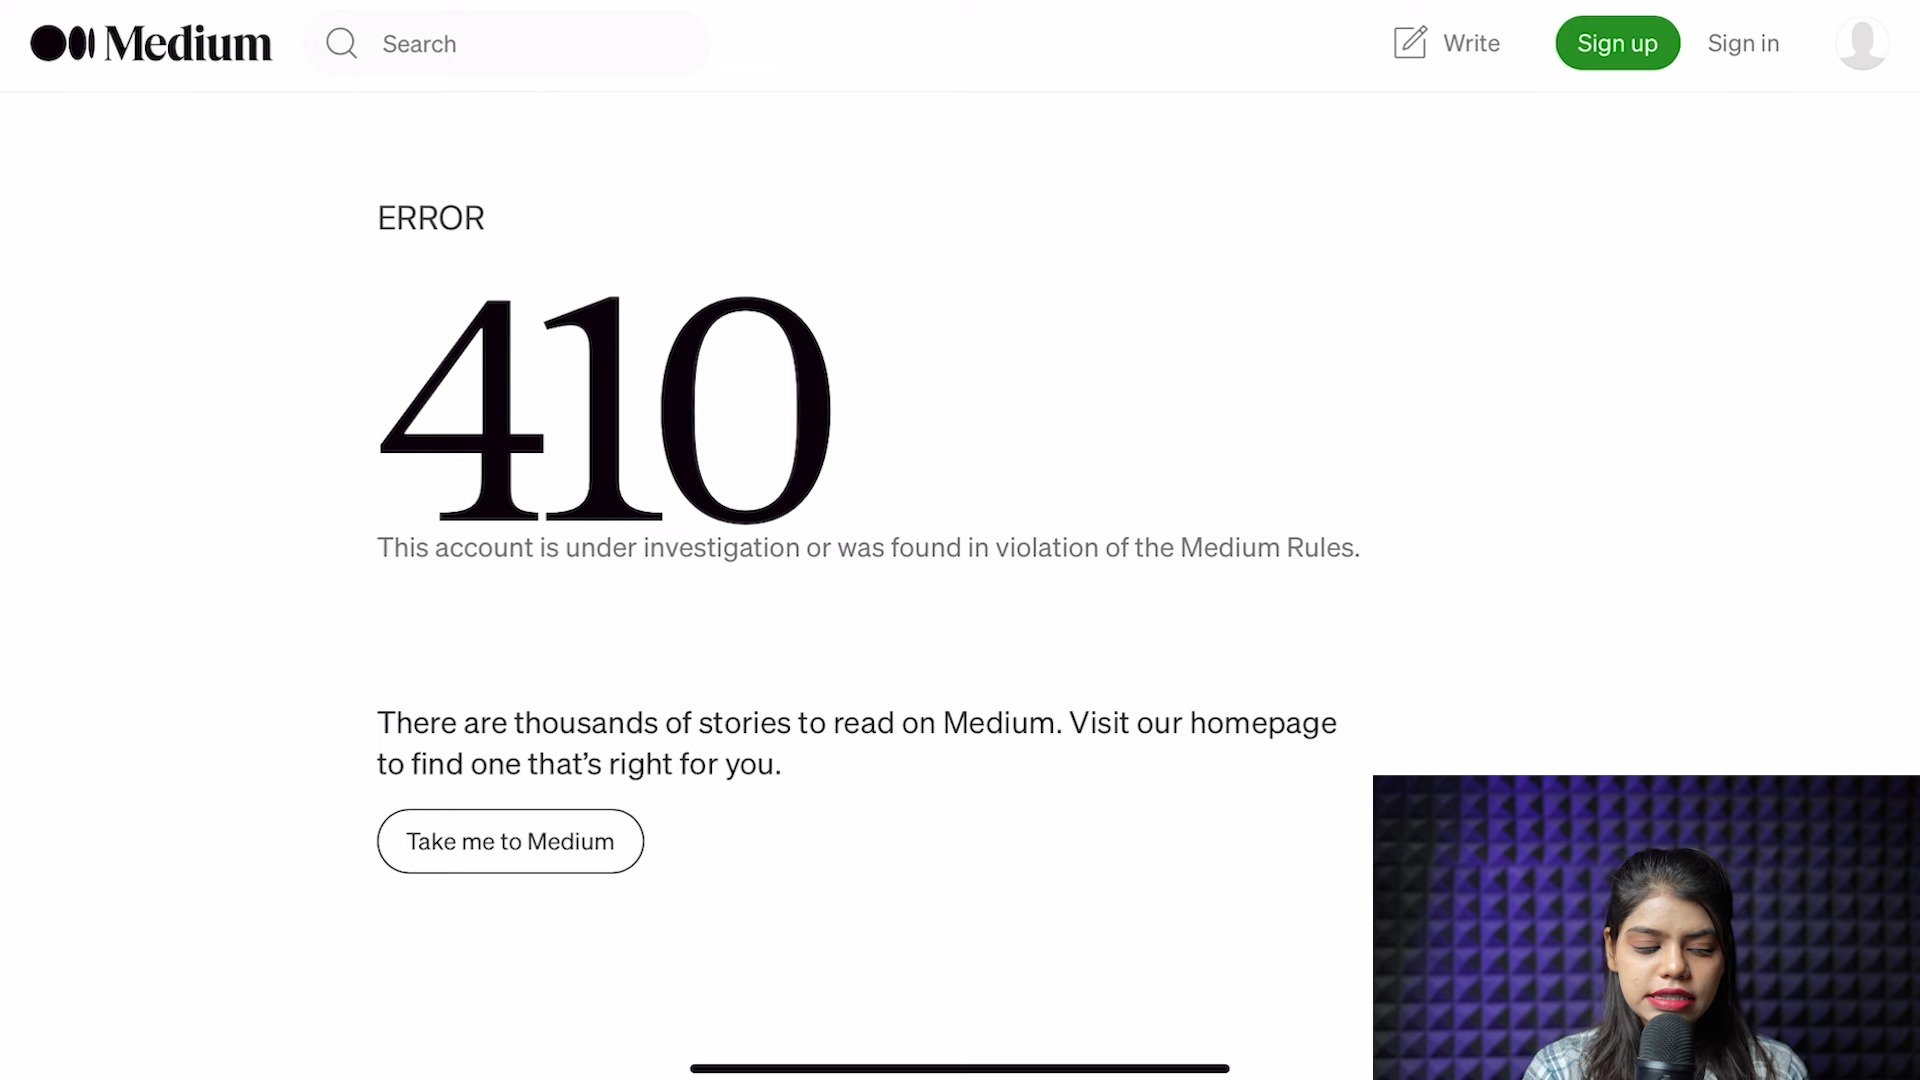 Medium
Search
Write
Sign up
Sign in
ERROR
410
This account is under investigation or was found in violation of the Medium Rules.
There are thousands of stories to read on Medium. Visit our homepage
to find one that’s right for you.
Take me to Medium